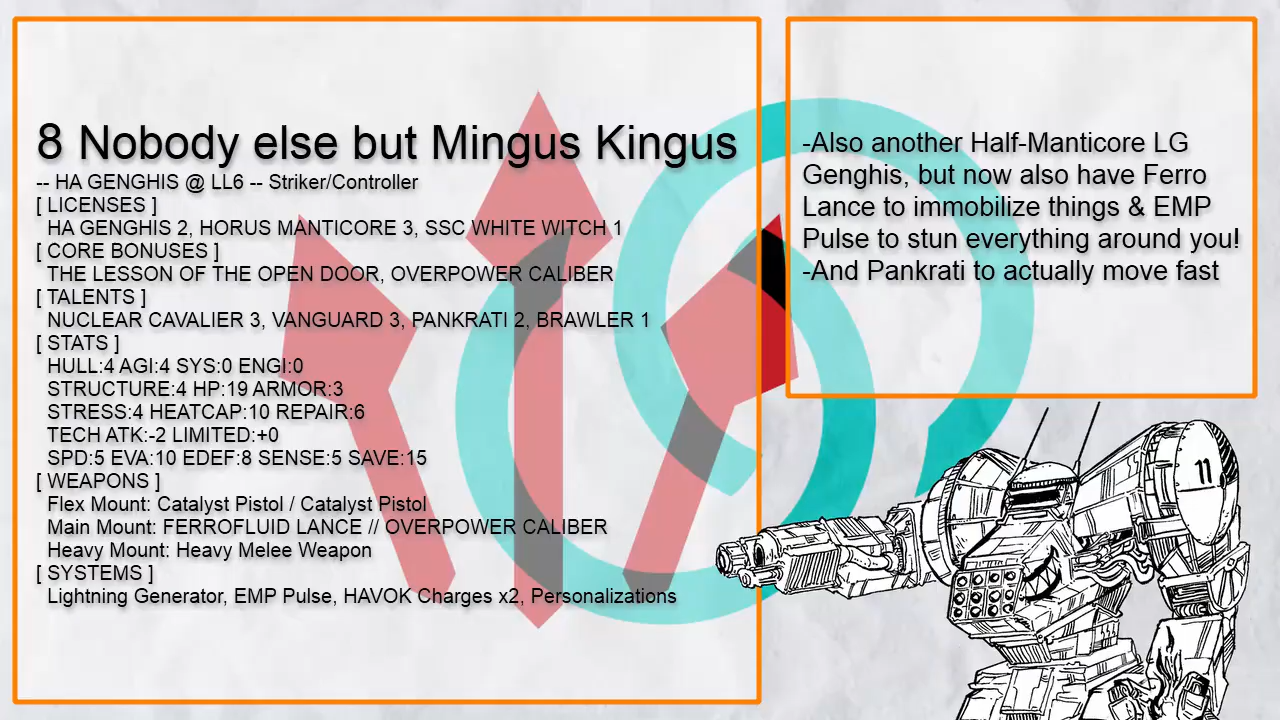 8 Nobody else but Mingus Kingus
-- HA GENGHIS @ LL6 -- Striker/Controller
[ LICENSES ]
HA GENGHIS 2, HORUS MANTICORE 3, SSC WHITE WITCH 1
[ CORE BONUSES ]
THE LESSON OF THE OPEN DOOR, OVERPOWER CALIBER
[ TALENTS ]
NUCLEAR CAVALIER 3, VANGUARD 3, PANKRATI 2, BRAWLER 1
[ STATS ]
HULL:4 AGI:4 SYS:0 ENGI:0
STRUCTURE:4 HP:19 ARMOR:3
STRESS:4 HEATCAP:10 REPAIR:6
TECH ATK:-2 LIMITED:+0
SPD:5 EVA:10 EDEF:8 SENSE:5 SAVE:15
[ WEAPONS ]
Flex Mount: Catalyst Pistol / Catalyst Pistol
Main Mount: FERROFLUID LANCE // OVERPOWER CALIBER
Heavy Mount: Heavy Melee Weapon
[ SYSTEMS ]
Lightning Generator, EMP Pulse, HAVOK Charges x2, Personalizations
-Also another Half-Manticore LG
Genghis, but now also have Ferro
Lance to immobilize things & EMP
Pulse to stun everything around you!
-And Pankrati to actually move fast
11